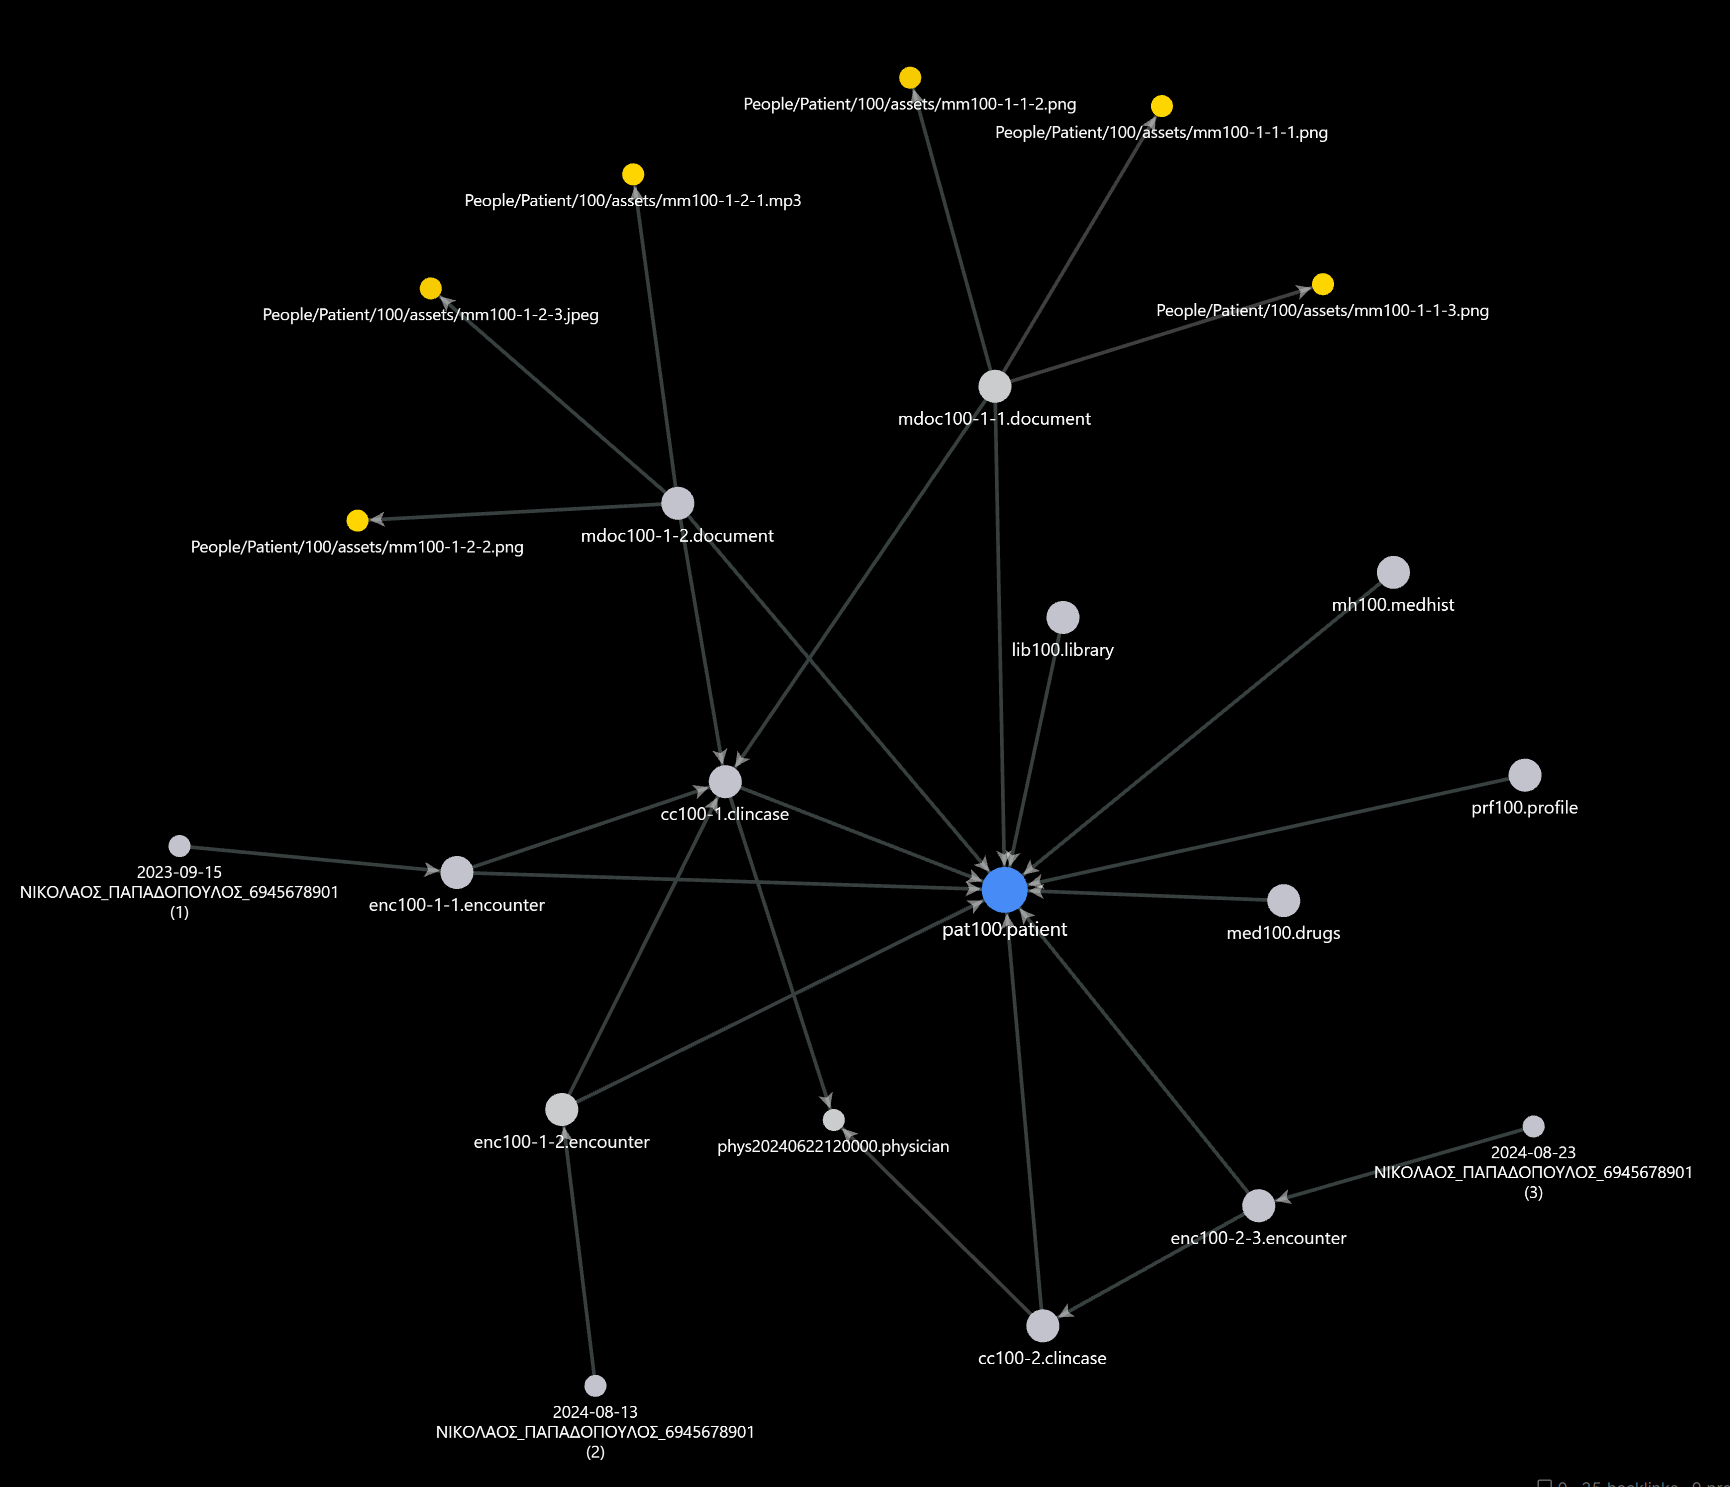 People/Patient/100/assets/mm100-1-1-2.png
People/Patient/100/assets/mm100-1-1-1.png
People/Patient/100/assets/mm100-1-2-1.mp3
People/Patient/100/assets/mm100-1-2-3.jpeg
People/Patient/100/assets/mm100-1-1-3.png
mdoc100-1-1.document
mdoc100-1-2.document
People/Patient/100/assets/mm100-1-2-2.png
mh100.medhist
lib100.library
prf100.profile
cc100-1.clincase
2023-09-15
ΝΙΚΟΛΑΟΣ_ΠΑΠΑΔΟΠΟΥΛΟΣ_6945678901
(1)
enc100-1-1.encounter
pat100.patient
med100.drugs
enc100-1-2.encounter
phys20240622120000.physician
2024-08-23
ΝΙΚΟΛΑΟΣ_ΠΑΠΑΔΟΠΟΥΛΟΣ_6945678901
(3)
enc100-2-3.encounter
cc100-2.clincase
2024-08-13
ΝΙΚΟΛΑΟΣ_ΠΑΠΑΔΟΠΟΥΛΟΣ_6945678901
(2)